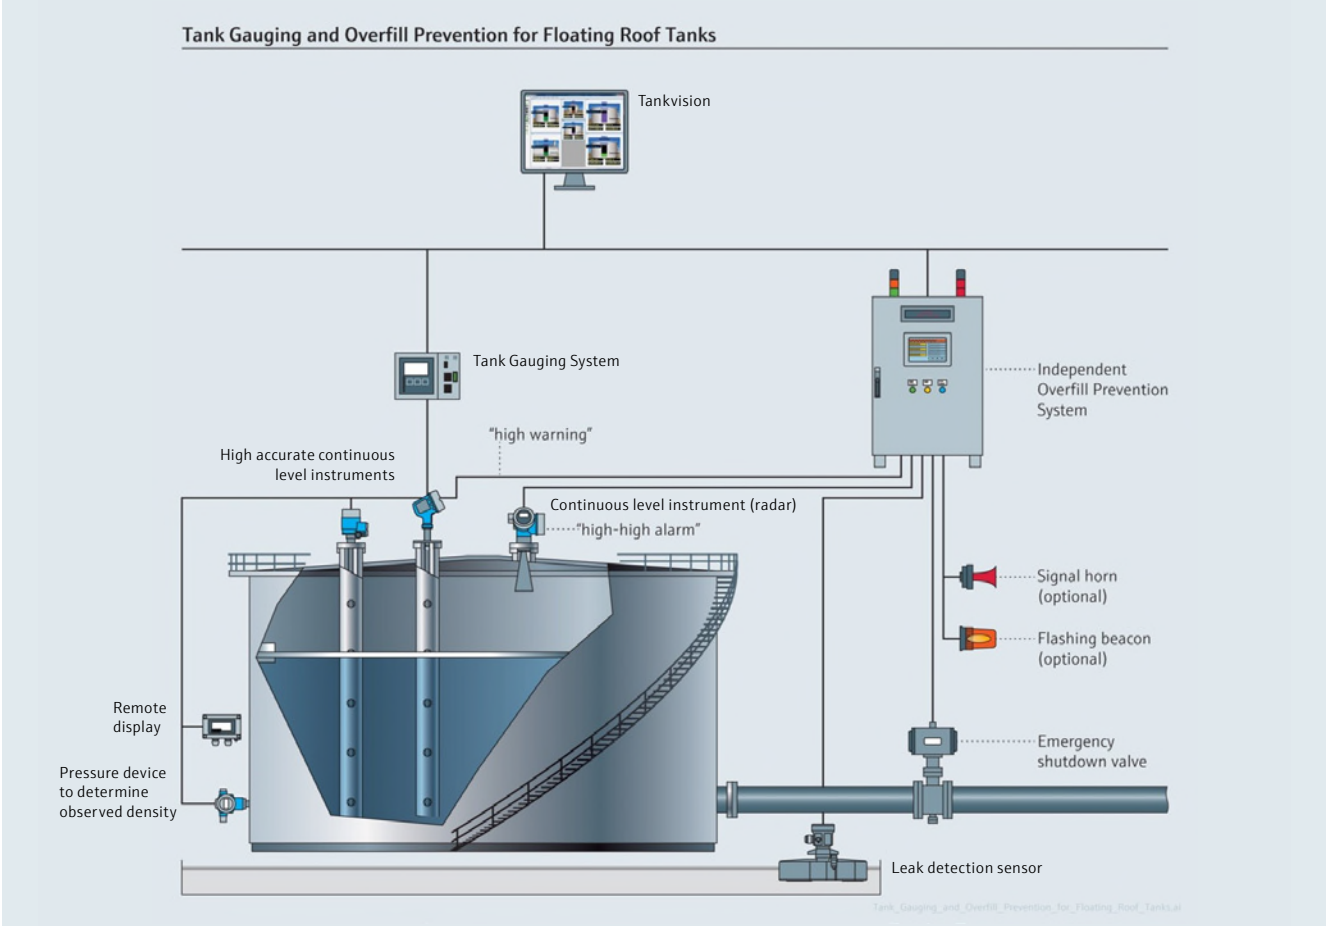 Tank Gauging and Overfill Prevention for Floating Roof Tanks
Tankvision
Tank Gauging System
Independent
Overfill Prevention
System
"high warning"
High accurate continuous
level instruments
Continuous level instrument (radar)
"high-high alarm"
Signal horn
(optional)
Flashing beacon
(optional)
Remote
display
Emergency
shutdown valve
Pressure device
to determine
observed density
Leak detection sensor
Tank_Gauging_and_Overfill_Prevention_for_Floating_Roof_Tanks.ai